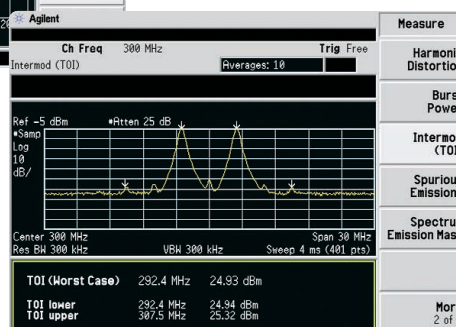 Agilent
Ch Freq 300 MHz Trig Free
Intermod (TOI) Averages: 10
Ref -5 dBm #Atten 25 dB
#Samp
Log
10
dB/
Center 300 MHz Span 30 MHz
Res BW 300 kHz VBW 300 kHz Sweep 4 ms (401 pts)
TOI (Worst Case) 292.4 MHz 24.93 dBm
TOI lower 292.4 MHz 24.94 dBm
TOI upper 307.5 MHz 25.32 dBm
Measure
Harmoni
Distortio
Burs
Powe
Intermo
(TOI
Spuriou
Emission
Spectru
Emission Mas
Mor
2 of